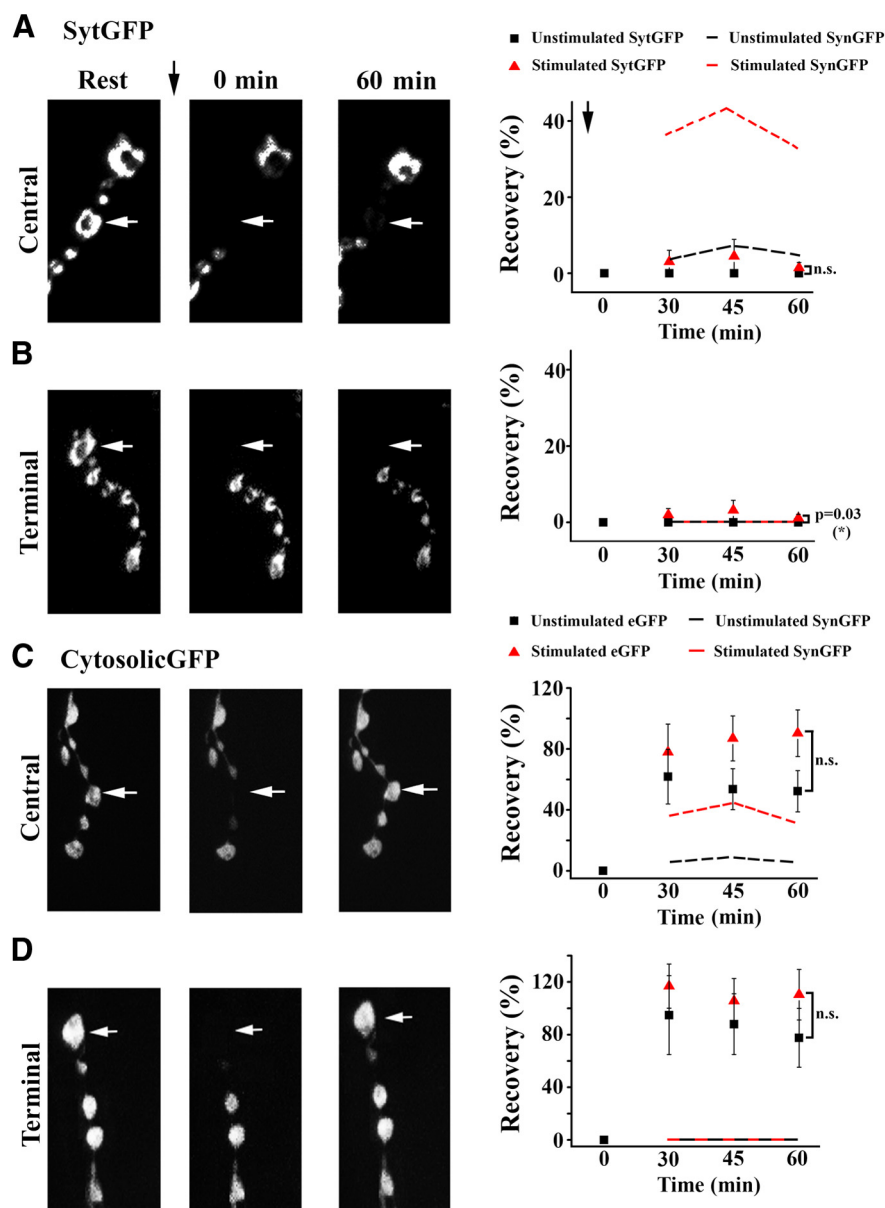 A SytGFP
Rest 0 min 60 min
Central
Unstimulated SytGFP Unstimulated SynGFP
Stimulated SytGFP Stimulated SynGFP
Recovery (%)
40
20
0
n.s.
0 30 45 60
Time (min)
B
Terminal
Recovery (%)
40
20
0
p=0.03
(*)
0 30 45 60
Time (min)
C CytosolicGFP
Central
Unstimulated eGFP Unstimulated SynGFP
Stimulated eGFP Stimulated SynGFP
Recovery (%)
120
80
40
0
n.s.
0 30 45 60
Time (min)
D
Terminal
Recovery (%)
120
80
40
0
n.s.
0 30 45 60
Time (min)